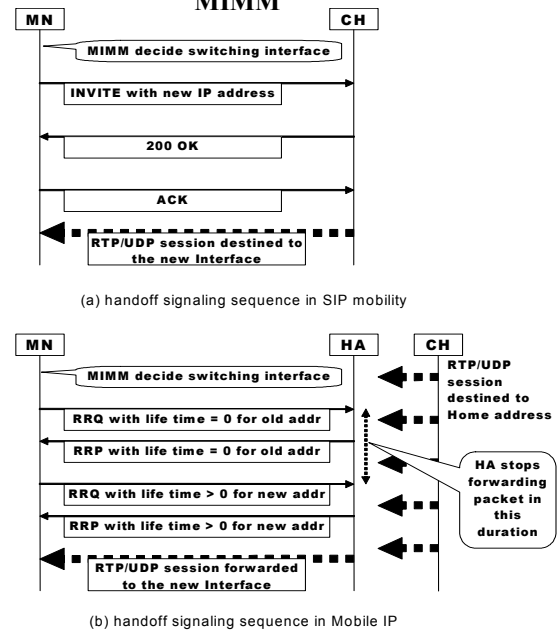 MIMM
MN
CH
MIMM decide switching interface
INVITE with new IP address
200 OK
ACK
RTP/UDP session destined to
the new Interface
(a) handoff signaling sequence in SIP mobility
MN
HA
CH
MIMM decide switching interface
RTP/UDP
session
destined to
Home address
RRQ with life time = 0 for old addr
RRP with life time = 0 for old addr
RRQ with life time > 0 for new addr
RRP with life time > 0 for new addr
HA stops
forwarding
packet in
this
duration
RTP/UDP session forwarded
to the new Interface
(b) handoff signaling sequence in Mobile IP